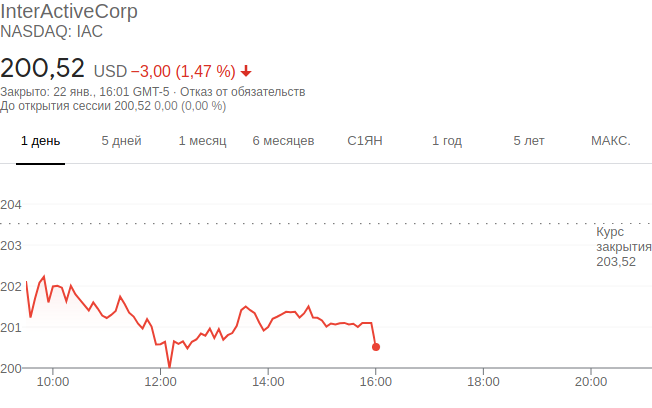 InterActiveCorp
NASDAQ: IAC
200,52 USD −3,00 (1,47 %) ↓
Закрыто: 22 янв., 16:01 GMT-5 · Отказ от обязательств
До открытия сессии 200,52 0,00 (0,00 %)
1 день 5 дней 1 месяц 6 месяцев С1ЯН 1 год 5 лет МАКС.
204
Курс
закрытия
203,52
203
202
201
200
10:00 12:00 14:00 16:00 18:00 20:00